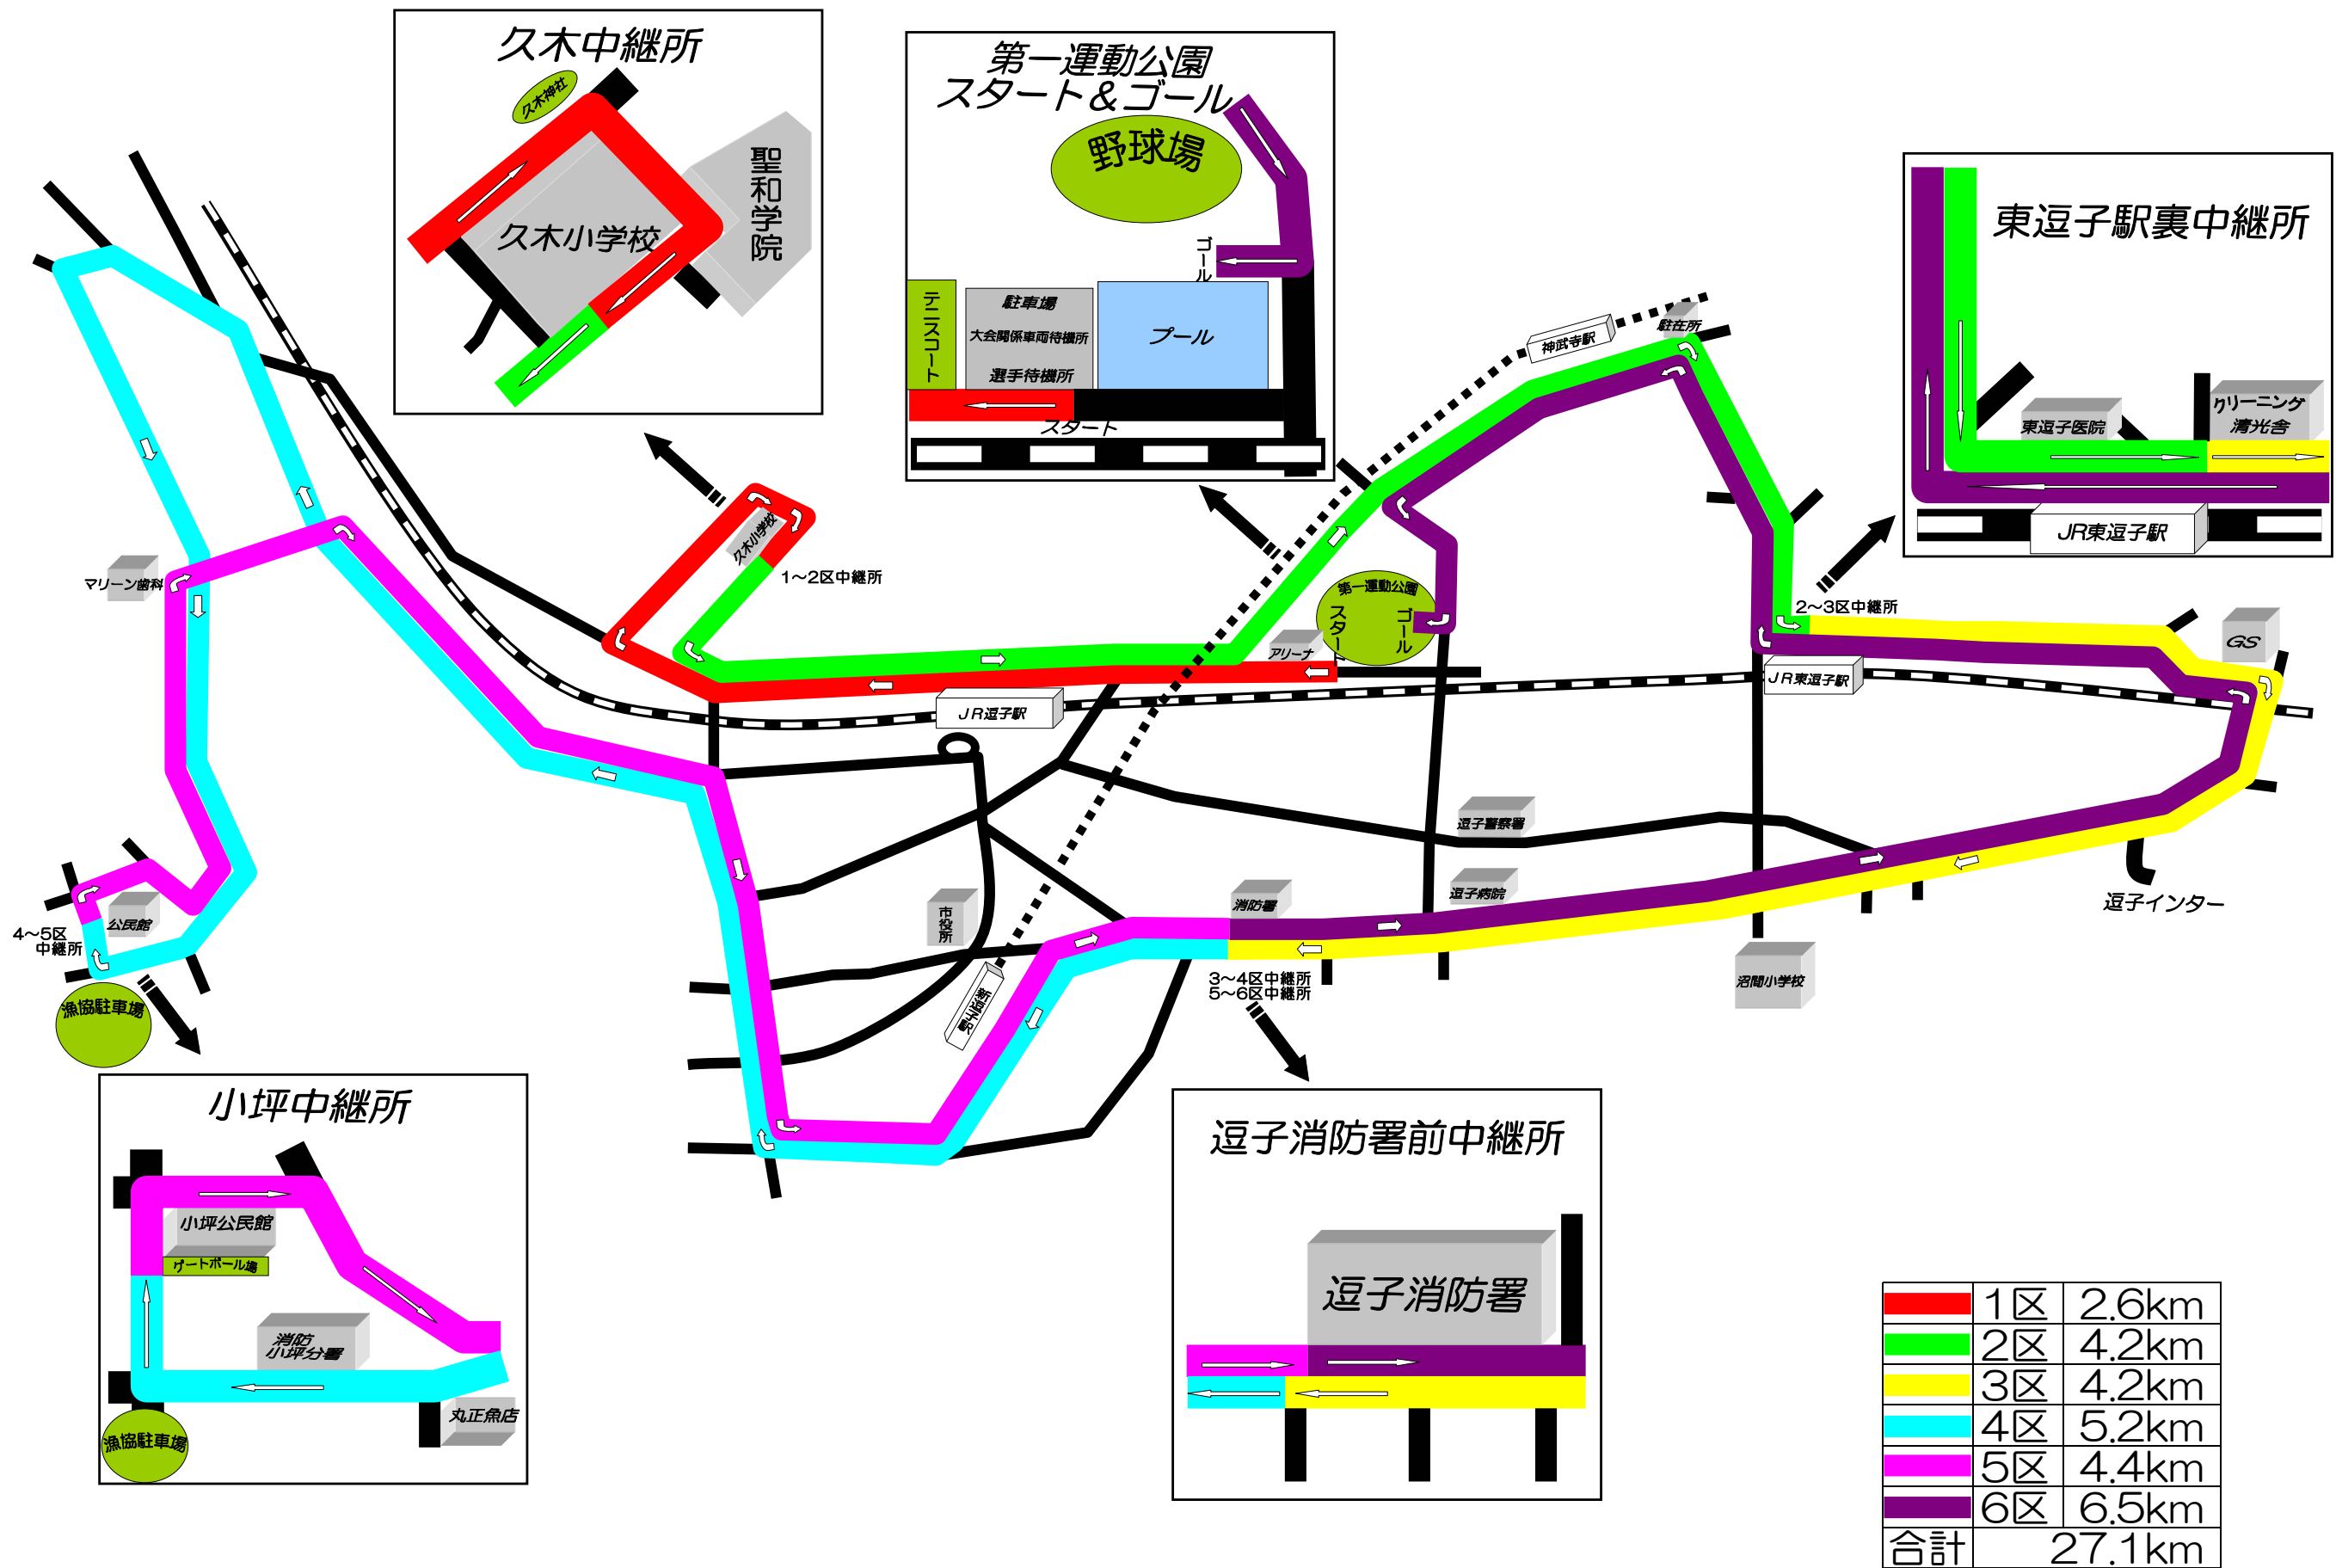 久木中継所
久木神社
久木小学校
聖和学院
第一運動公園
スタート&ゴール
野球場
ゴール
テニスコート
駐車場
大会関係車両待機所
選手待機所
プール
スタート
東逗子駅裏中継所
東逗子医院
クリーニング
清光舎
JR東逗子駅
神武寺駅
駐在所
久木小学校
1~2区中継所
マリーン歯科
第一運動公園
スタート
ゴール
アリーナ
2~3区中継所
GS
JR東逗子駅
JR逗子駅
逗子警察署
逗子病院
消防署
市役所
公民館
4~5区
中継所
漁協駐車場
新逗子駅
3~4区中継所
5~6区中継所
沼間小学校
逗子インター
小坪中継所
小坪公民館
ゲートボール場
消防
小坪分署
丸正魚店
漁協駐車場
逗子消防署前中継所
逗子消防署
1区 2.6km
2区 4.2km
3区 4.2km
4区 5.2km
5区 4.4km
6区 6.5km
合計 27.1km